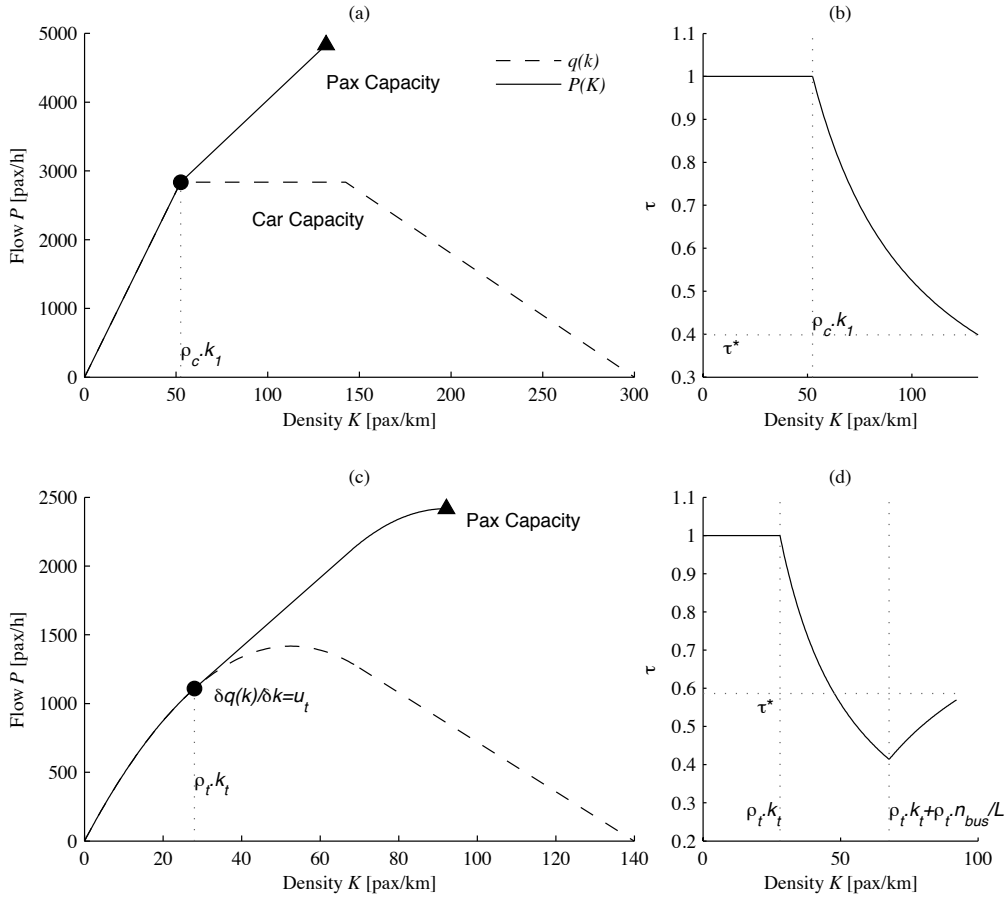 (a)
5000
4000
3000
2000
1000
0
Flow P [pax/h]
0 50 100 150 200 250 300
Density K [pax/km]
Pax Capacity
Car Capacity
ρc.k1
q(k)
P(K)
(b)
1.1
1
0.9
0.8
0.7
0.6
0.5
0.4
0.3
τ
ρc.k1
τ*
0 50 100
Density K [pax/km]
(c)
2500
2000
1500
1000
500
0
Flow P [pax/h]
Pax Capacity
δq(k)/δk=ut
ρt.kt
0 20 40 60 80 100 120 140
Density K [pax/km]
(d)
1.1
1
0.9
0.8
0.7
0.6
0.5
0.4
0.3
0.2
τ
τ*
ρt.kt
ρt.kt+ρt.nbus/L
0 50 100
Density K [pax/km]